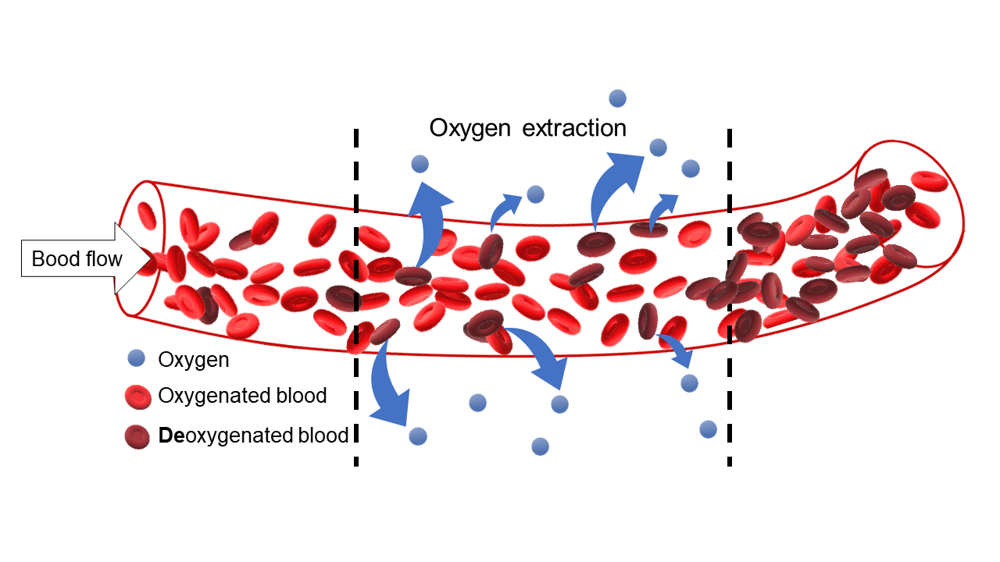 Oxygen extraction
Bood flow
Oxygen
Oxygenated blood
Deoxygenated blood